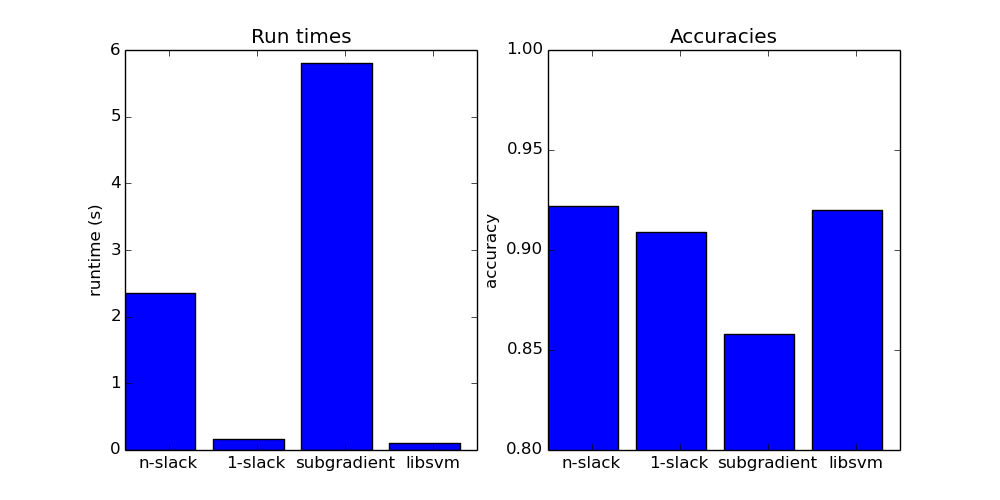 Run times
6
5
4
3
2
1
0
runtime (s)
n-slack 1-slack subgradient libsvm
Accuracies
1.00
0.95
0.90
0.85
0.80
accuracy
n-slack 1-slack subgradient libsvm